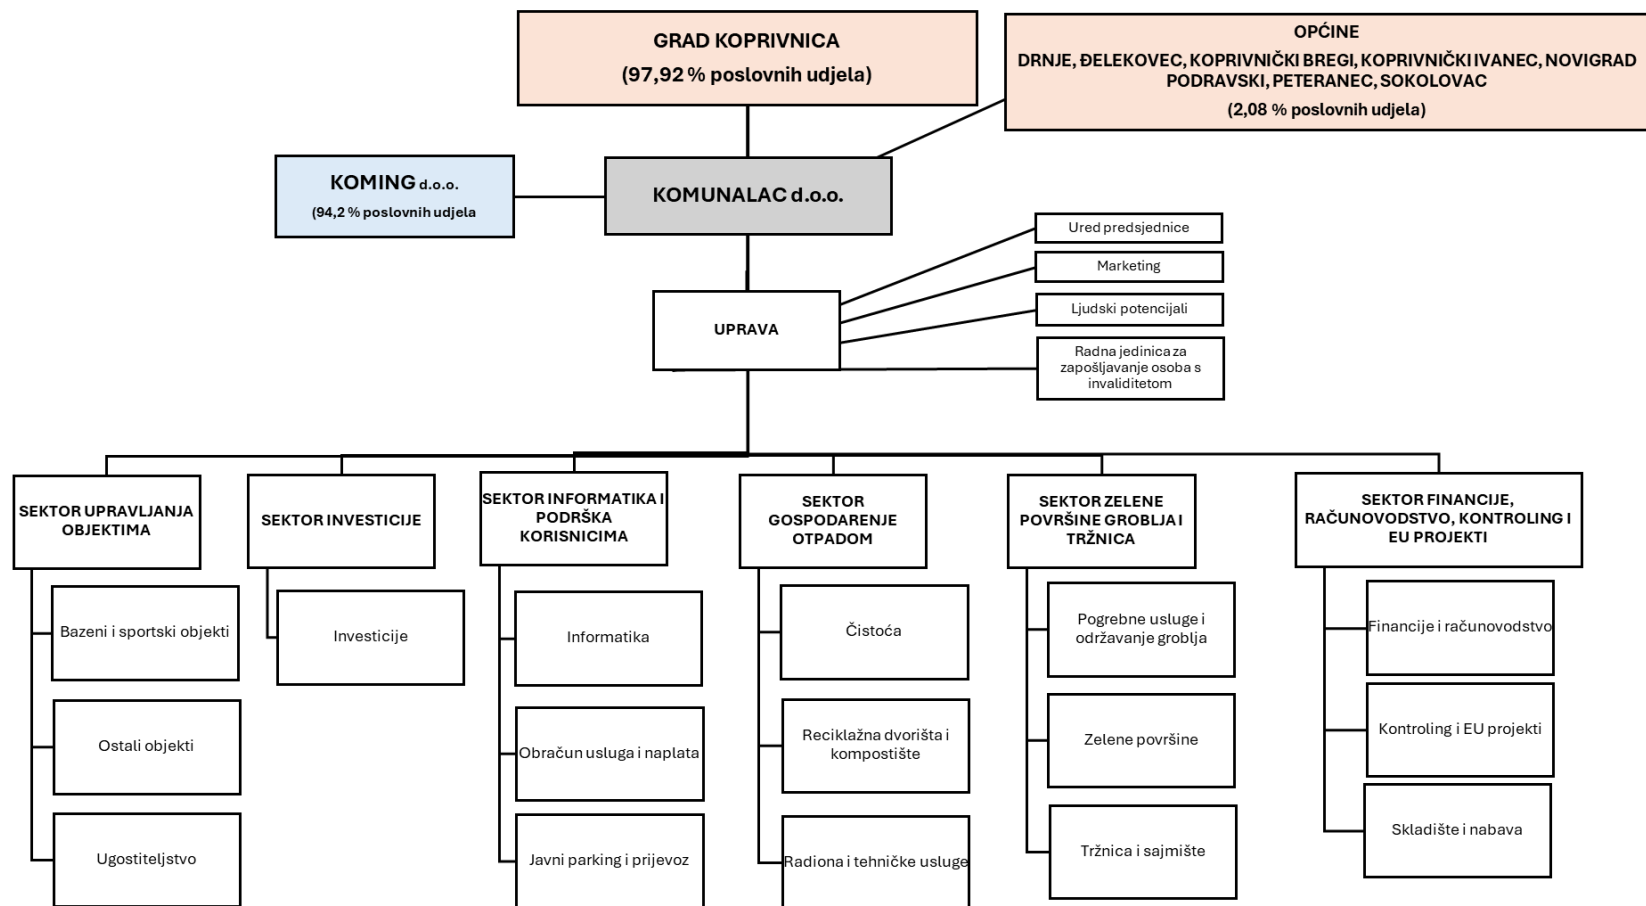 GRAD KOPRIVNICA
(97,92 % poslovnih udjela)
OPĆINE
DRNJE, ĐELEKOVEC, KOPRIVNIČKI BREGI, KOPRIVNIČKI IVANEC, NOVIGRAD
PODRAVSKI, PETERANEC, SOKOLOVAC
(2,08 % poslovnih udjela)
KOMING d.o.o.
(94,2 % poslovnih udjela
KOMUNALAC d.o.o.
Ured predsjednice
Marketing
Ljudski potencijali
Radna jedinica za
zapošljavanje osoba s
invaliditetom
UPRAVA
SEKTOR UPRAVLJANJA
OBJEKTIMA
Bazeni i sportski objekti
Ostali objekti
Ugostiteljstvo
SEKTOR INVESTICIJE
Investicije
SEKTOR INFORMATIKA I
PODRŠKA
KORISNICIMA
Informatika
Obračun usluga i naplata
Javni parking i prijevoz
SEKTOR
GOSPODARENJE
OTPADOM
Čistoća
Reciklažna dvorišta i
kompostište
Radiona i tehničke usluge
SEKTOR ZELENE
POVRŠINE GROBLJA I
TRŽNICA
Pogrebne usluge i
održavanje groblja
Zelene površine
Tržnica i sajmište
SEKTOR FINANCIJE,
RAČUNOVODSTVO, KONTROLING I
EU PROJEKTI
Financije i računovodstvo
Kontroling i EU projekti
Skladište i nabava